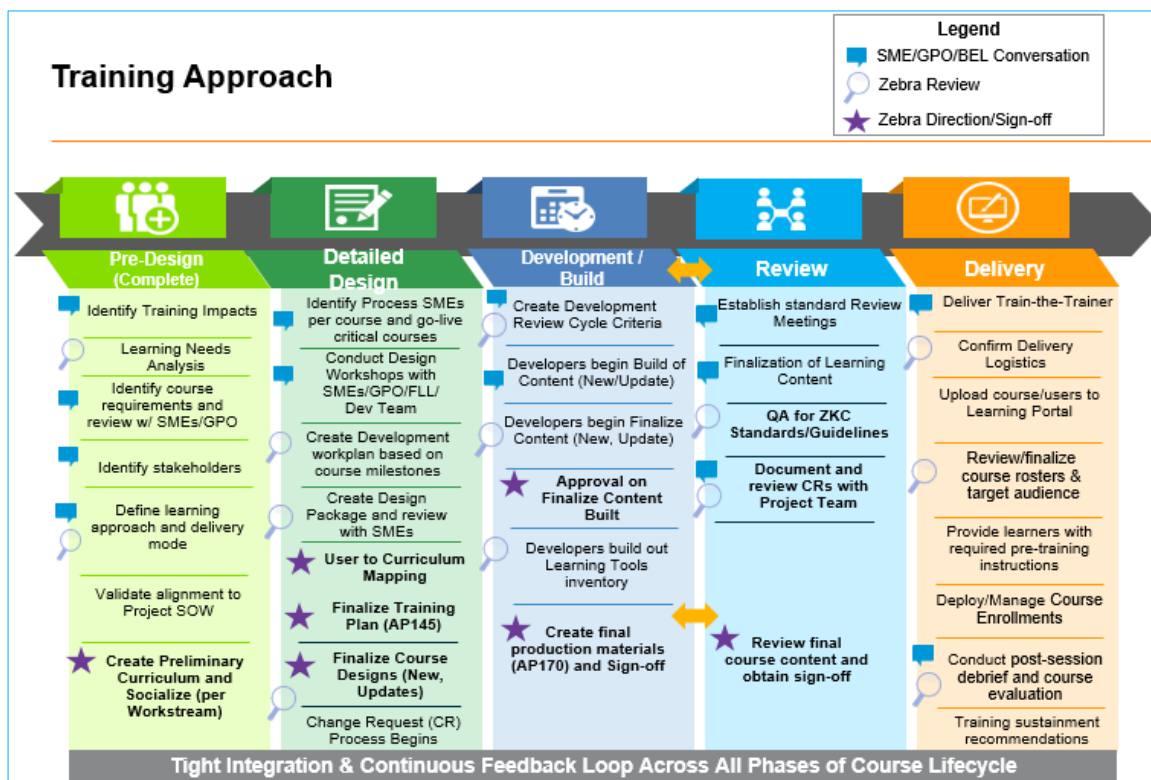 Training Approach
Legend
SME/GPO/BEL Conversation
Zebra Review
Zebra Direction/Sign-off
Pre-Design
(Complete)
Identify Training Impacts
Learning Needs
Analysis
Identify course
requirements and
review w/ SMEs/GPO
Identify stakeholders
Define learning
approach and delivery
mode
Validate alignment to
Project SOW
Create Preliminary
Curriculum and
Socialize (per
Workstream)
Detailed
Design
Identify Process SMEs
per course and go-live
critical courses
Conduct Design
Workshops with
SMEs/GPO/FLL/
Dev Team
Create Development
workplan based on
course milestones
Create Design
Package and review
with SMEs
User to Curriculum
Mapping
Finalize Training
Plan (AP145)
Finalize Course
Designs (New,
Updates)
Change Request (CR)
Process Begins
Development /
Build
Create Development
Review Cycle Criteria
Developers begin Build of
Content (New/Update)
Developers begin Finalize
Content (New, Update)
Approval on
Finalize Content
Built
Developers build out
Learning Tools
inventory
Create final
production materials
(AP170) and Sign-off
Review
Establish standard Review
Meetings
Finalization of Learning
Content
QA for ZKC
Standards/Guidelines
Document and
review CRs with
Project Team
Review final
course content and
obtain sign-off
Delivery
Deliver Train-the-Trainer
Confirm Delivery
Logistics
Upload course/users to
Learning Portal
Review/finalize
course rosters &
target audience
Provide learners with
required pre-training
instructions
Deploy/Manage Course
Enrollments
Conduct post-session
debrief and course
evaluation
Training sustainment
recommendations
Tight Integration & Continuous Feedback Loop Across All Phases of Course Lifecycle